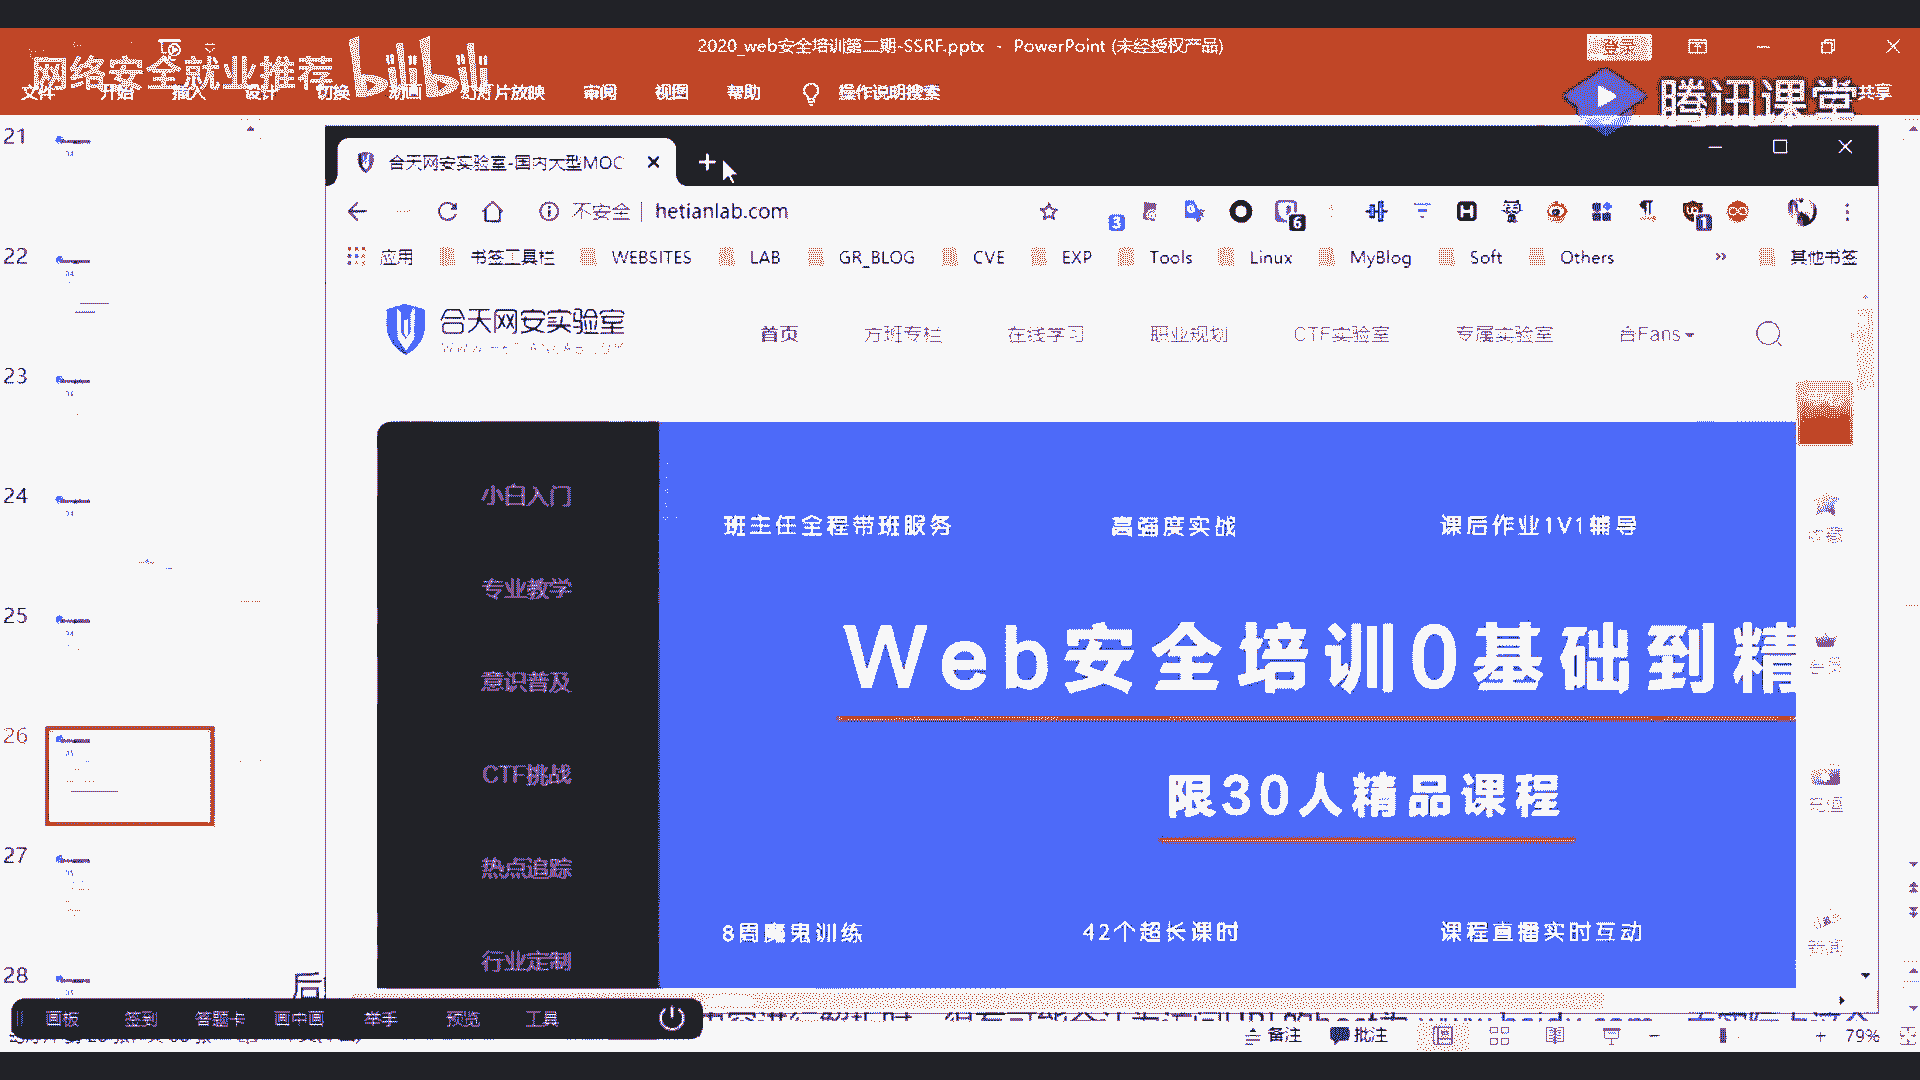 2020_web安全培训第二期-SSRF.pptx - PowerPoint (未经授权产品)
登录
网络安全就业推荐 bilibili
腾讯课堂
文件 开始 插入 设计 切换 动画 幻灯片放映 审阅 视图 帮助 操作说明搜索 共享
21
22
23
24
25
26
27
28
合天网安实验室-国内大型MOC
不安全 hetianlab.com
3
6
1
应用 书签工具栏 WEBSITES LAB GR_BLOG CVE EXP Tools Linux MyBlog Soft Others » 其他书签
合天网安实验室
首页 方班专栏 在线学习 职业规划 CTF实验室 专属实验室 合Fans
小白入门
专业教学
意识普及
CTF挑战
热点追踪
行业定制
班主任全程带班服务 高强度实战 课后作业1V1辅导
Web安全培训0基础到精
限30人精品课程
8周魔鬼训练 42个超长课时 课程直播实时互动
后
画板 签到 答题卡 画中画 举手 预览 工具
备注 批注 79%